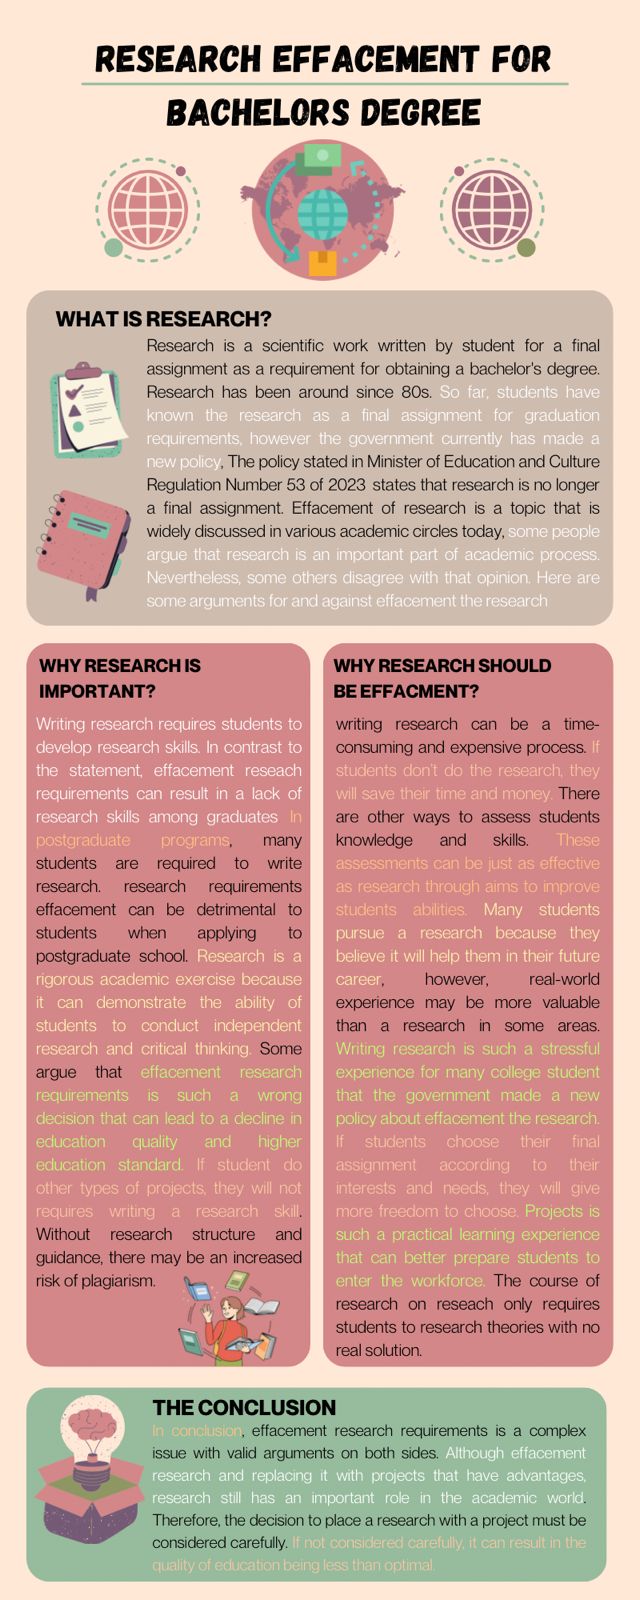 RESEARCH EFFACEMENT FOR
BACHELORS DEGREE
WHAT IS RESEARCH?
Research is a scientific work written by student for a final
assignment as a requirement for obtaining a bachelor's degree.
Research has been around since 80s. So far, students have
known the research as a final assignment for graduation
requirements, however the government currently has made a
new policy, The policy stated in Minister of Education and Culture
Regulation Number 53 of 2023 states that research is no longer
a final assignment. Effacement of research is a topic that is
widely discussed in various academic circles today, some people
argue that research is an important part of academic process.
Nevertheless, some others disagree with that opinion. Here are
some arguments for and against effacement the research
WHY RESEARCH IS
IMPORTANT?
Writing research requires students to
develop research skills. In contrast to
the statement, effacement reseach
requirements can result in a lack of
research skills among graduates In
postgraduate programs, many
students are required to write
research. research requirements
effacement can be detrimental to
students when applying to
postgraduate school. Research is a
rigorous academic exercise because
it can demonstrate the ability of
students to conduct independent
research and critical thinking. Some
argue that effacement research
requirements is such a wrong
decision that can lead to a decline in
education quality and higher
education standard. If student do
other types of projects, they will not
requires writing a research skill.
Without research structure and
guidance, there may be an increased
risk of plagiarism.
WHY RESEARCH SHOULD
BE EFFACMENT?
writing research can be a time-
consuming and expensive process. If
students don't do the research, they
will save their time and money. There
are other ways to assess students
knowledge and skills. These
assessments can be just as effective
as research through aims to improve
students abilities. Many students
pursue a research because they
believe it will help them in their future
career, however, real-world
experience may be more valuable
than a research in some areas.
Writing research is such a stressful
experience for many college student
that the government made a new
policy about effacement the research.
If students choose their final
assignment according to their
interests and needs, they will give
more freedom to choose. Projects is
such a practical learning experience
that can better prepare students to
enter the workforce. The course of
research on reseach only requires
students to research theories with no
real solution.
THE CONCLUSION
In conclusion, effacement research requirements is a complex
issue with valid arguments on both sides. Although effacement
research and replacing it with projects that have advantages,
research still has an important role in the academic world.
Therefore, the decision to place a research with a project must be
considered carefully. If not considered carefully, it can result in the
quality of education being less than optimal.